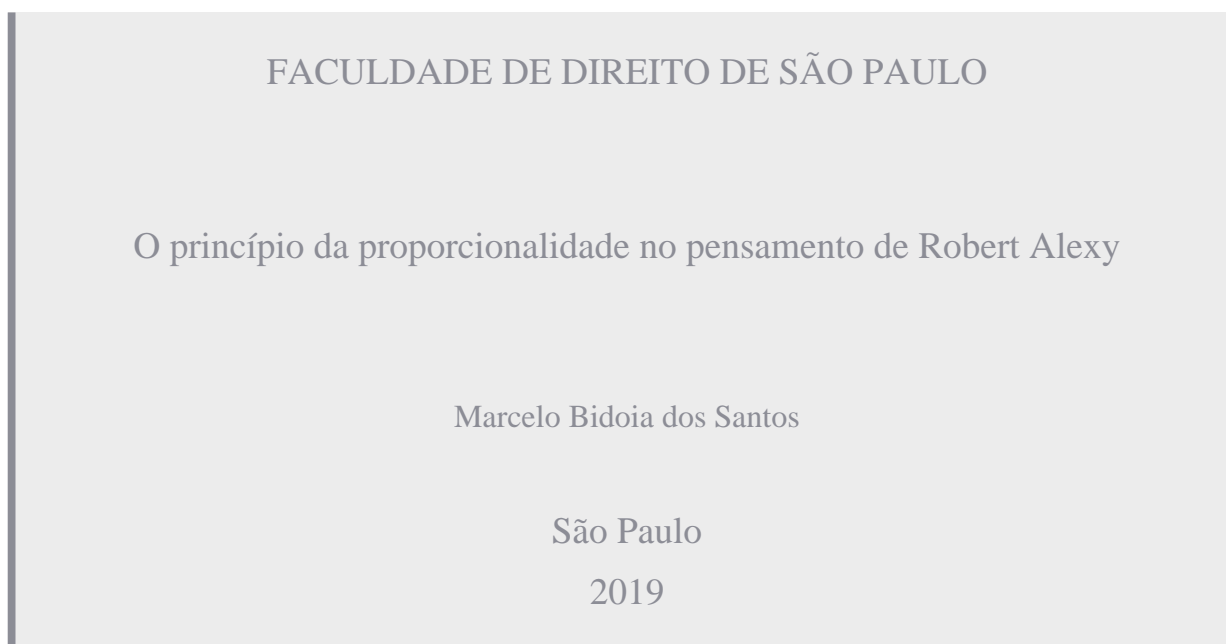 FACULDADE DE DIREITO DE SÃO PAULO
O princípio da proporcionalidade no pensamento de Robert Alexy
Marcelo Bidoia dos Santos
São Paulo
2019